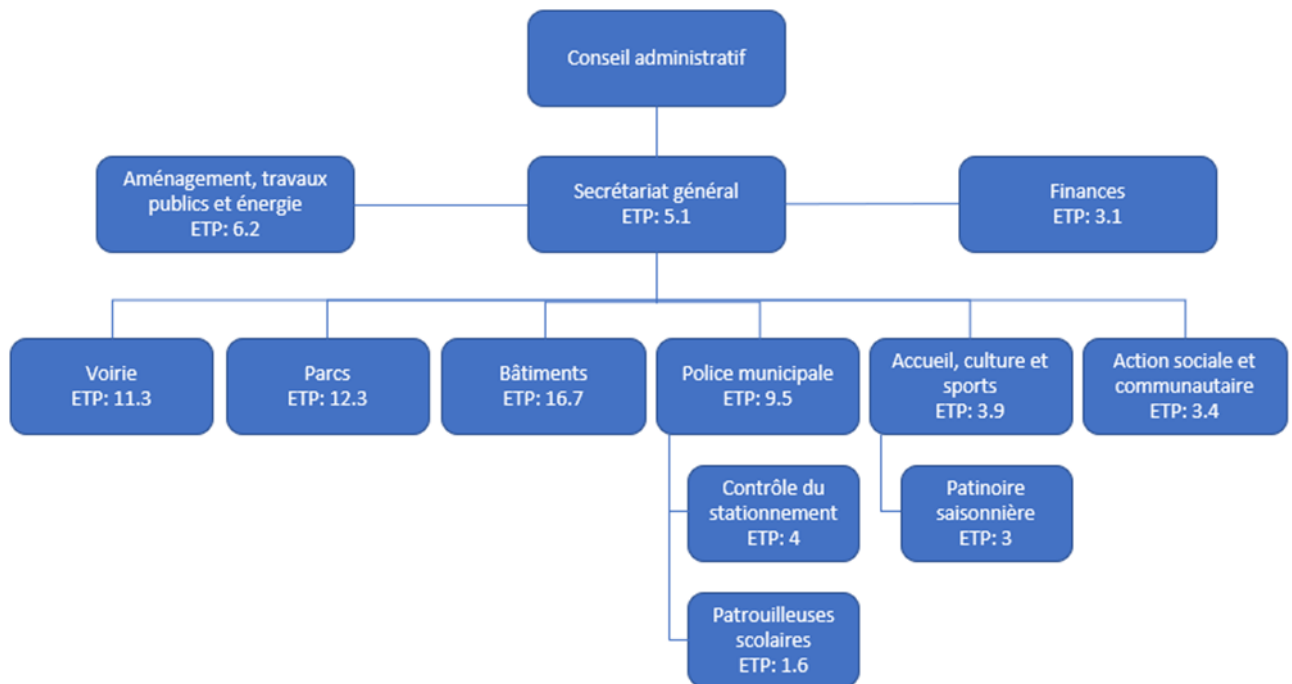 Conseil administratif
Aménagement, travaux
publics et énergie
ETP: 6.2
Secrétariat général
ETP: 5.1
Finances
ETP: 3.1
Voirie
ETP: 11.3
Parcs
ETP: 12.3
Bâtiments
ETP: 16.7
Police municipale
ETP: 9.5
Accueil, culture et
sports
ETP: 3.9
Action sociale et
communautaire
ETP: 3.4
Contrôle du
stationnement
ETP: 4
Patinoire
saisonnière
ETP: 3
Patrouilleuses
scolaires
ETP: 1.6